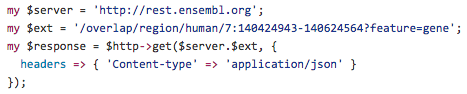 my $server = 'http://rest.ensembl.org';
my $ext = '/overlap/region/human/7:140424943-140624564?feature=gene';
my $response = $http->get($server.$ext, {
  headers => { 'Content-type' => 'application/json' }
});